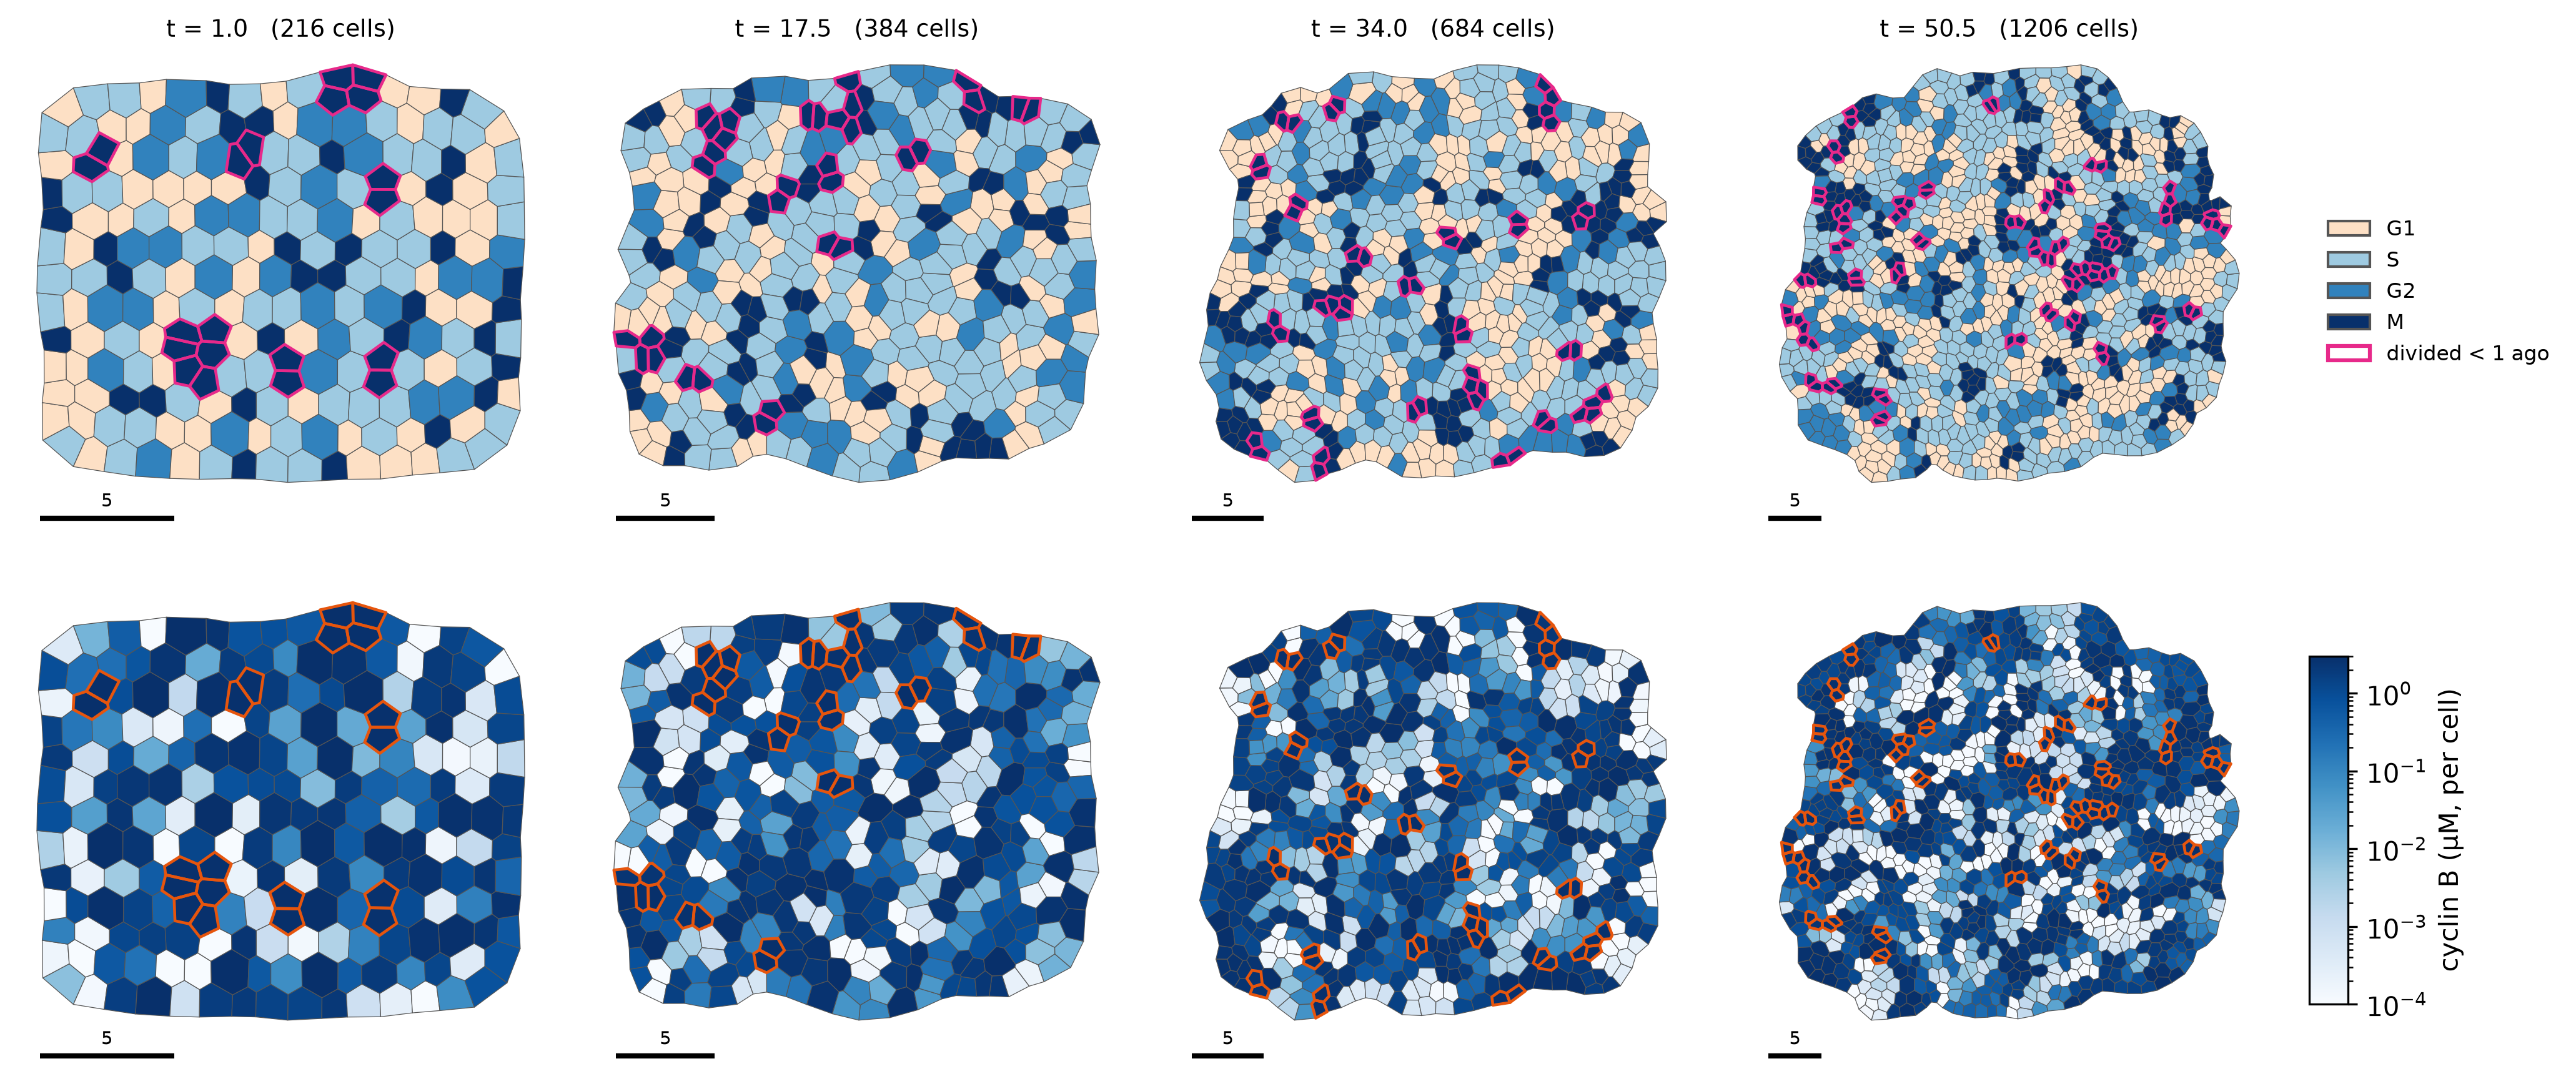 t = 1.0   (216 cells)
t = 17.5   (384 cells)
t = 34.0   (684 cells)
t = 50.5   (1206 cells)
G1
S
G2
M
divided < 1 ago
5
5
5
5
10⁰
10⁻¹
10⁻²
10⁻³
10⁻⁴
cyclin B (μM, per cell)
5
5
5
5